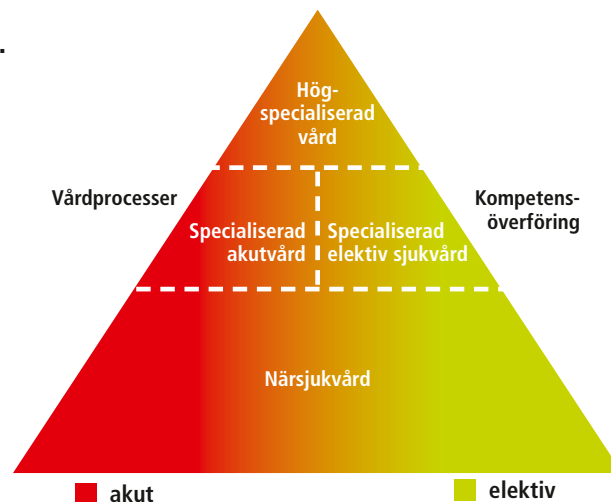 .
Hög-
specialiserad
vård
Vårdprocesser
Kompetens-
överföring
Specialiserad
akutvård
Specialiserad
elektiv sjukvård
Närsjukvård
akut
elektiv